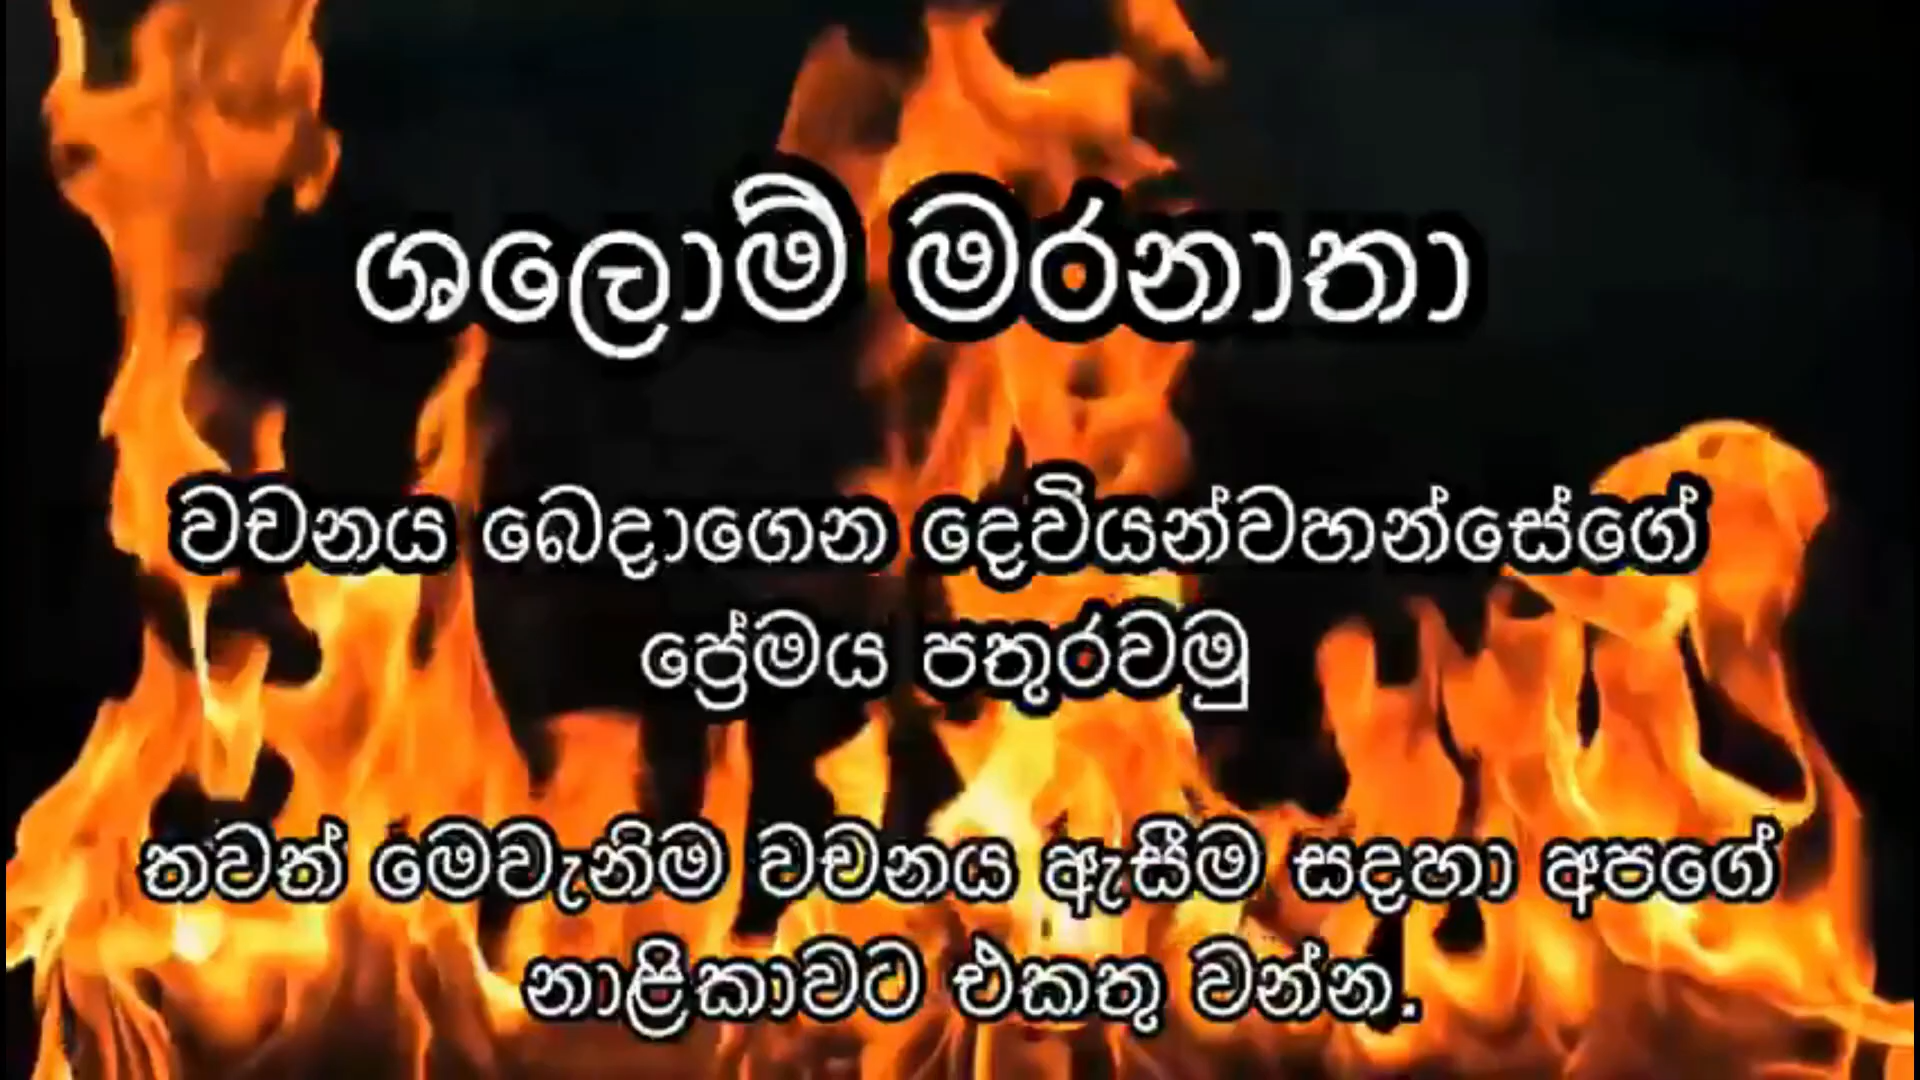 ශලොම් මරනාතා
වචනය බෙදාගෙන දෙවියන්වහන්සේගේ
ප්‍රේමය පතුරවමු
තවත් මෙවැනිම වචනය ඇසීම සදහා අපගේ
නාළිකාවට එකතු වන්න.